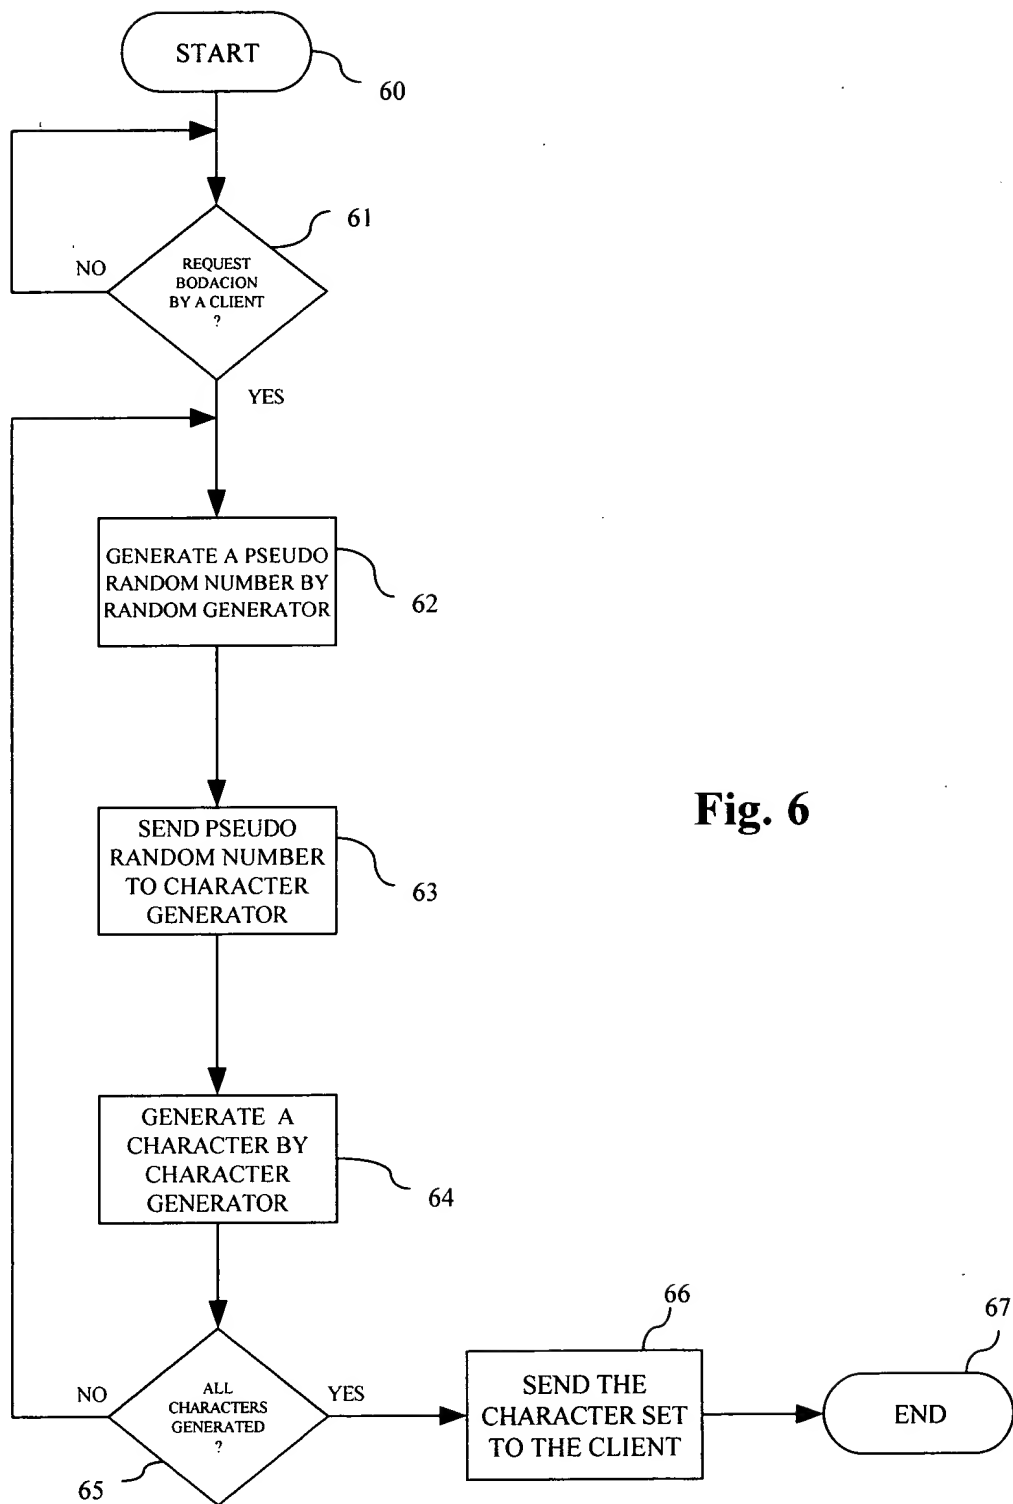 START
60
61
REQUEST
BODACION
BY A CLIENT
?
NO
YES
GENERATE A PSEUDO
RANDOM NUMBER BY
RANDOM GENERATOR
62
SEND PSEUDO
RANDOM NUMBER
TO CHARACTER
GENERATOR
63
Fig. 6
GENERATE A
CHARACTER BY
CHARACTER
GENERATOR
64
ALL
CHARACTERS
GENERATED
?
NO
YES
65
66
SEND THE
CHARACTER SET
TO THE CLIENT
67
END